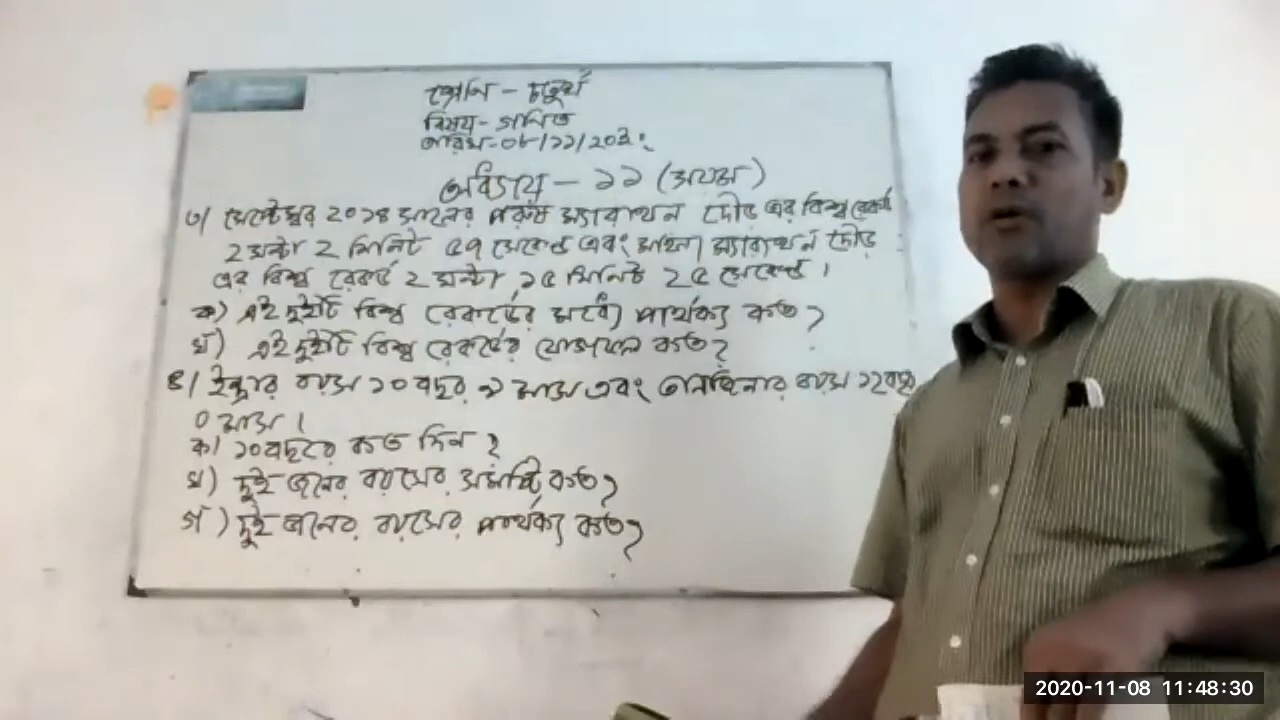 শ্রেণি - চতুর্থ
বিষয় - গণিত
তারিখ-০৮/১১/২০২০
অধ্যায় - ১১ (সময়)
৩/ সেপ্টেম্বর ২০১৪ সালের পুরুষ ম্যারাথন দৌড় এর বিশ্ব রেকর্ড
২ ঘন্টা ২ মিনিট ৫৭ সেকেন্ড এবং মহিলা ম্যারাথন দৌড়
এর বিশ্ব রেকর্ড ২ ঘন্টা ১৫ মিনিট ২৫ সেকেন্ড।
ক) এই দুইটি বিশ্ব রেকর্ডের মধ্যে পার্থক্য কত?
খ) এই দুইটি বিশ্ব রেকর্ডের যোগফল কত?
৪/ ইক্রার বয়স ১০ বছর ৯ মাস এবং তানজিনার বয়স ১২ বছর
৩ মাস।
ক/ ১০ বছরে কত দিন?
খ) দুই জনের বয়সের সমষ্টি কত?
গ) দুই জনের বয়সের পার্থক্য কত?
2020-11-08 11:48:30